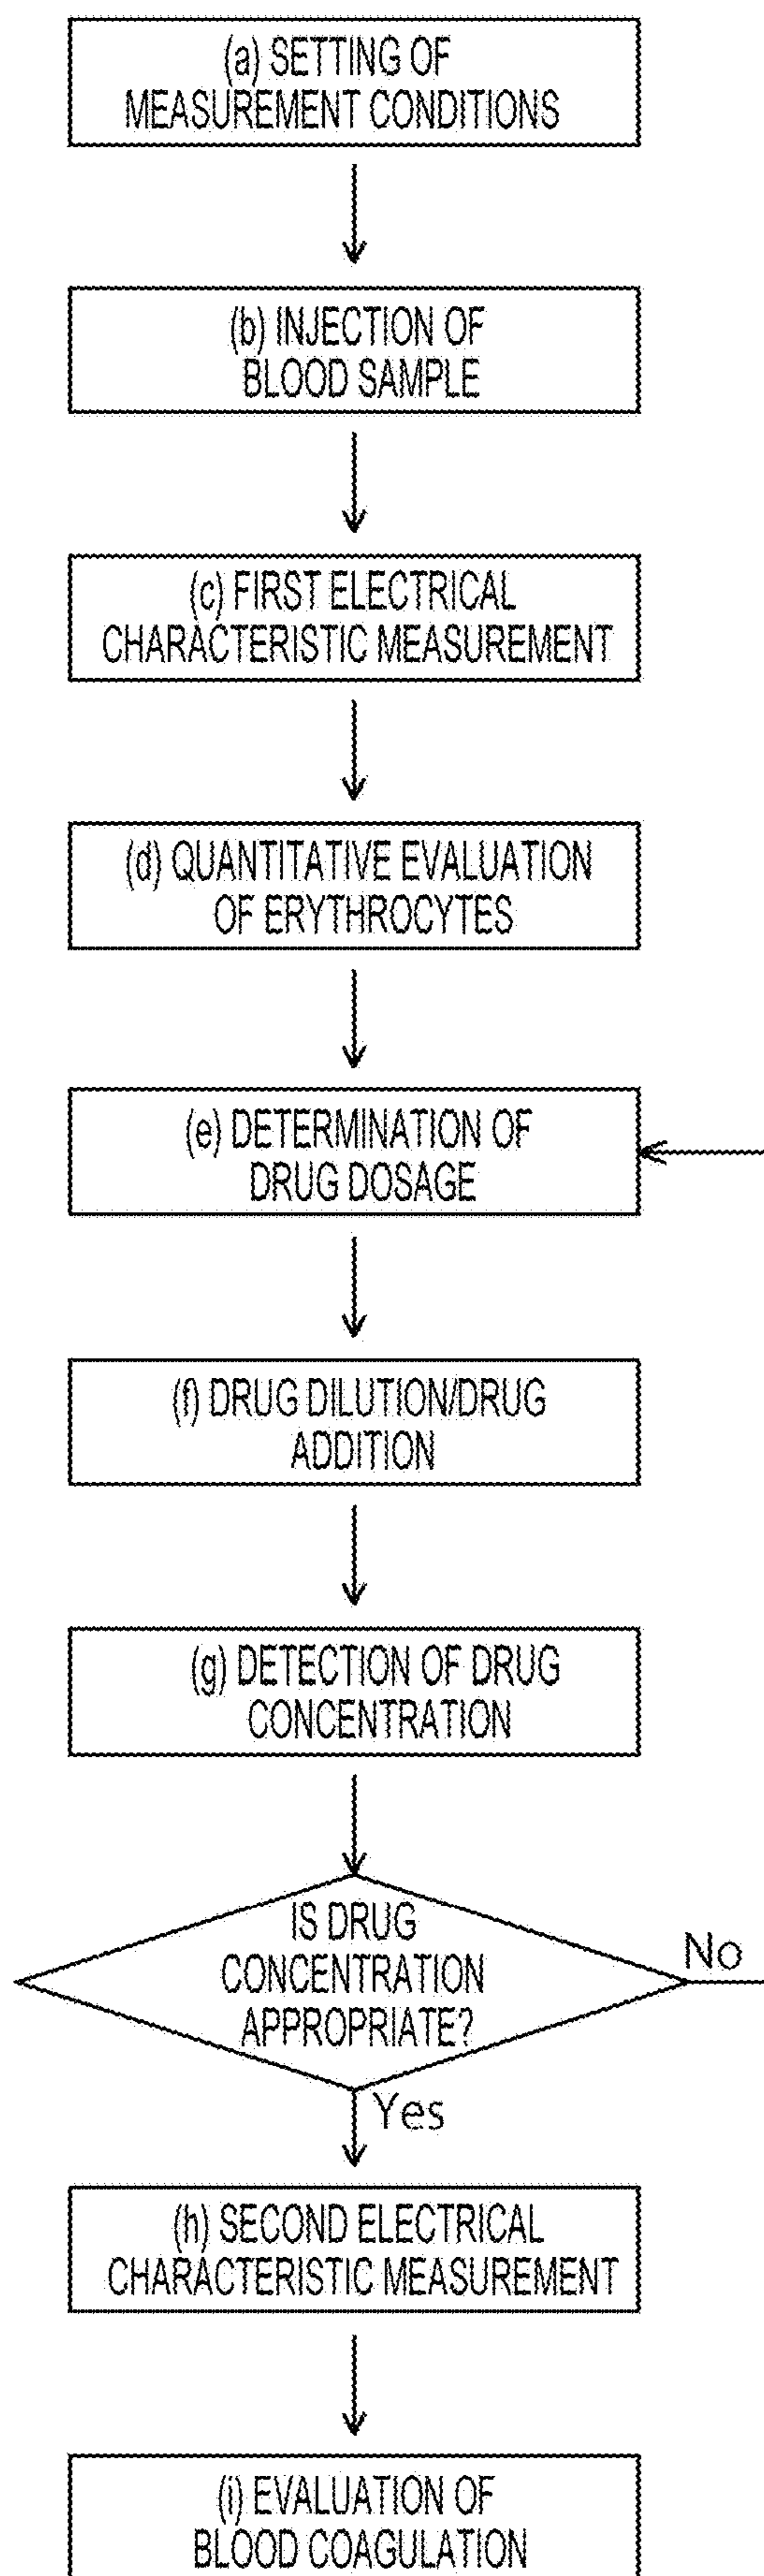 (a) SETTING OF
MEASUREMENT CONDITIONS
(b) INJECTION OF
BLOOD SAMPLE
(c) FIRST ELECTRICAL
CHARACTERISTIC MEASUREMENT
(d) QUANTITATIVE EVALUATION
OF ERYTHROCYTES
(e) DETERMINATION OF
DRUG DOSAGE
(f) DRUG DILUTION/DRUG
ADDITION
(g) DETECTION OF DRUG
CONCENTRATION
IS DRUG
CONCENTRATION
APPROPRIATE?
No
Yes
(h) SECOND ELECTRICAL
CHARACTERISTIC MEASUREMENT
(i) EVALUATION OF
BLOOD COAGULATION